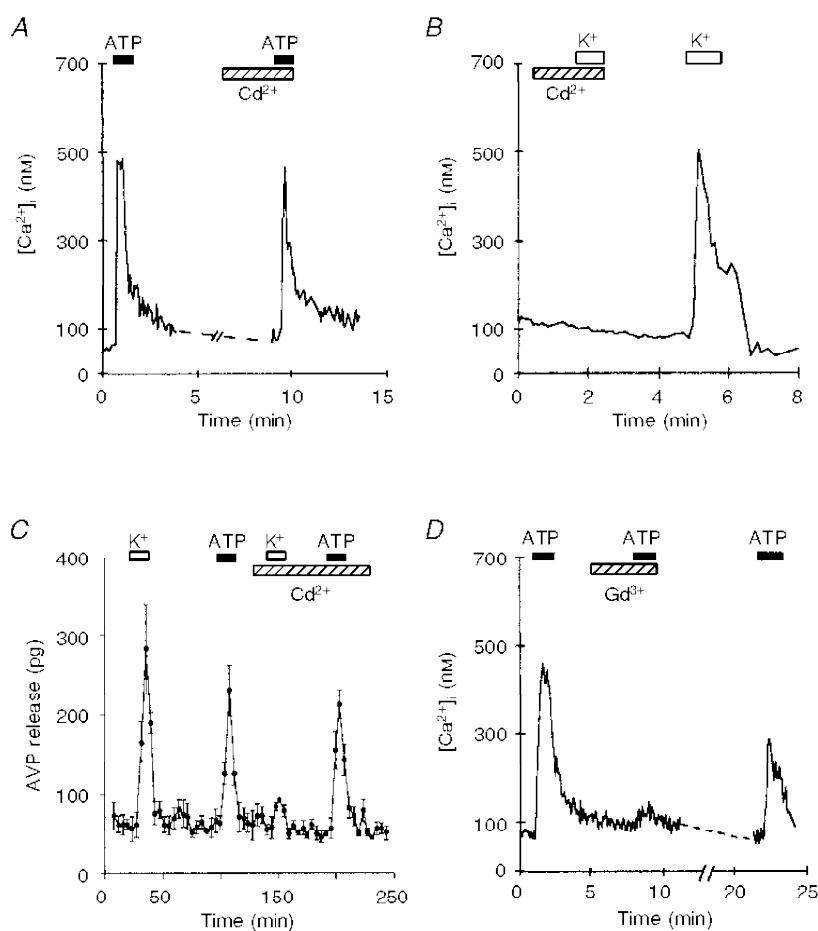 A
ATP
ATP
Cd²⁺
700
500
300
100
0
[Ca²⁺]ᵢ (nM)
0
5
10
15
Time (min)
B
K⁺
K⁺
Cd²⁺
700
500
300
100
0
[Ca²⁺]ᵢ (nM)
0
2
4
6
8
Time (min)
C
K⁺
ATP
K⁺
ATP
Cd²⁺
400
300
200
100
0
AVP release (pg)
0
50
100
150
250
Time (min)
D
ATP
ATP
ATP
Gd³⁺
700
500
300
100
0
[Ca²⁺]ᵢ (nM)
0
5
10
20
25
Time (min)